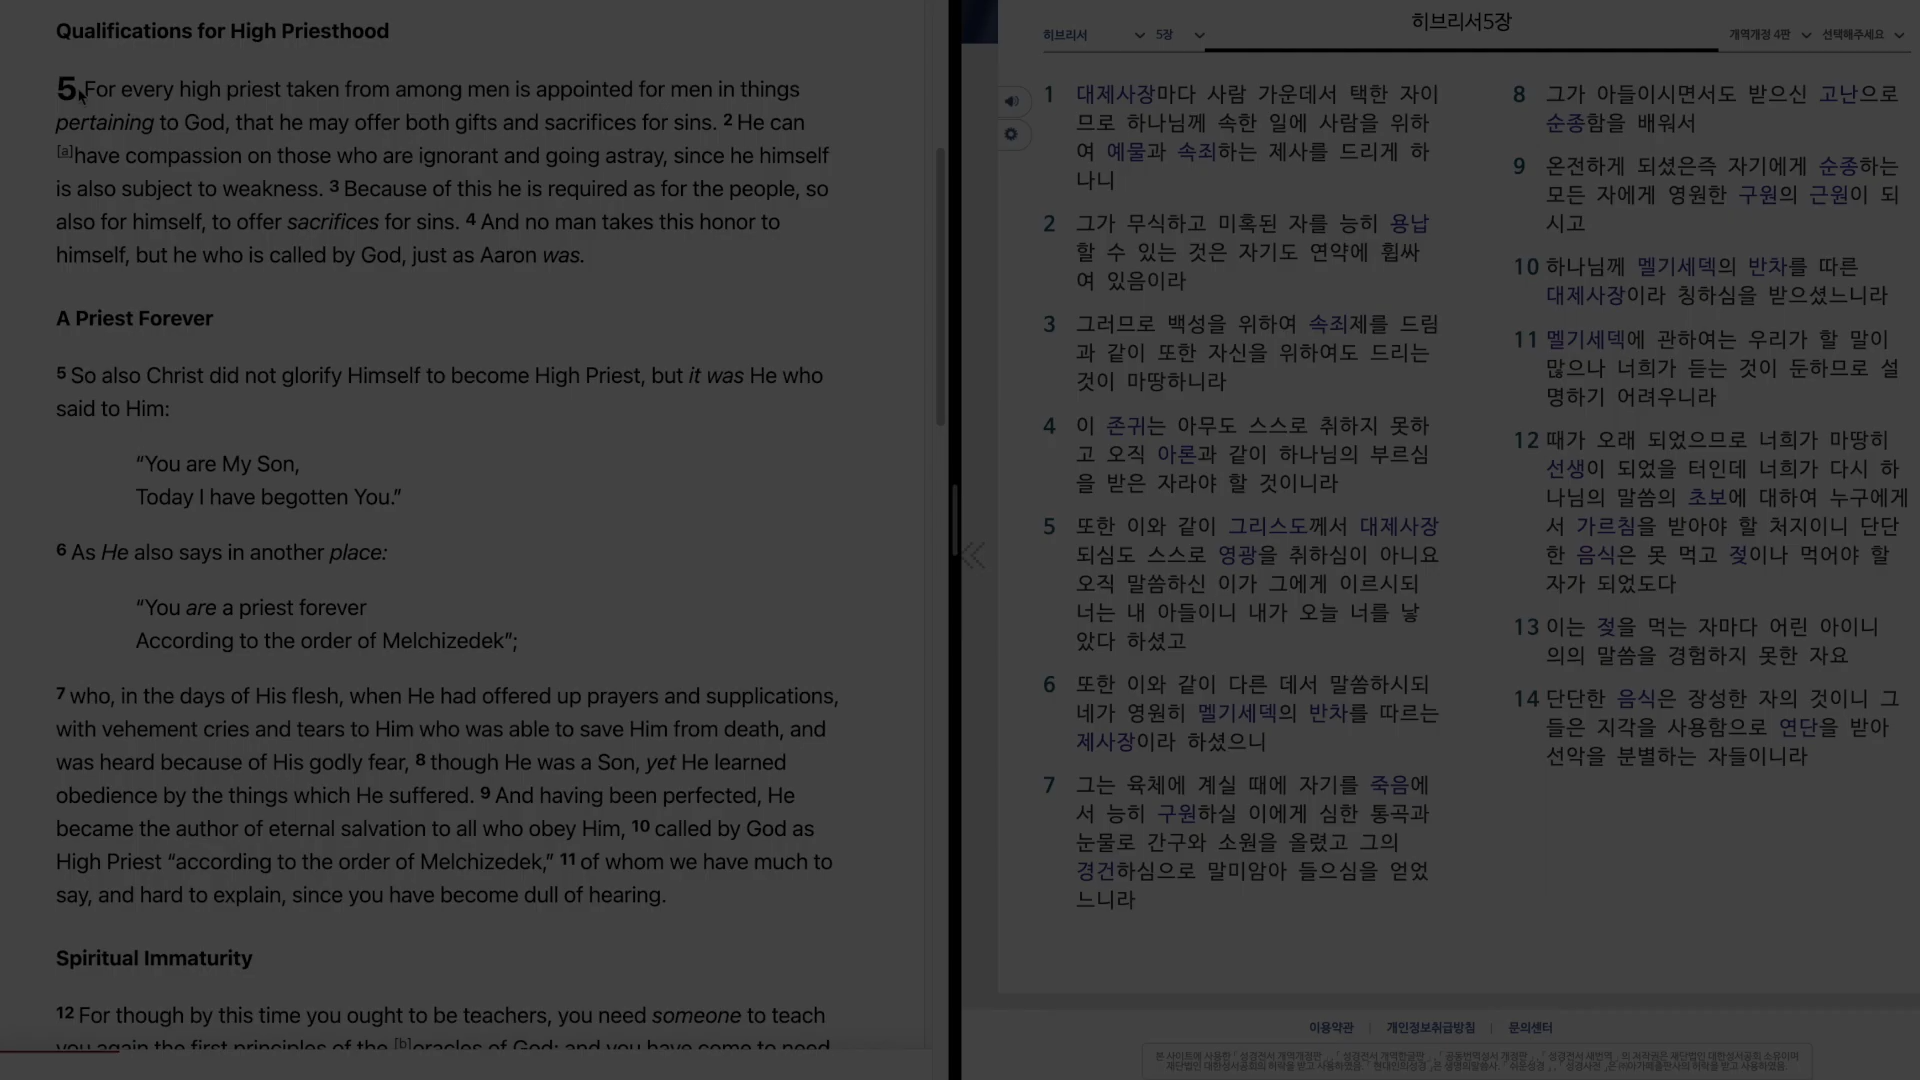 Qualifications for High Priesthood
5 For every high priest taken from among men is appointed for men in things
pertaining to God, that he may offer both gifts and sacrifices for sins. 2 He can
[a]have compassion on those who are ignorant and going astray, since he himself
is also subject to weakness. 3 Because of this he is required as for the people, so
also for himself, to offer sacrifices for sins. 4 And no man takes this honor to
himself, but he who is called by God, just as Aaron was.
A Priest Forever
5 So also Christ did not glorify Himself to become High Priest, but it was He who
said to Him:
“You are My Son,
Today I have begotten You.”
6 As He also says in another place:
“You are a priest forever
According to the order of Melchizedek”;
7 who, in the days of His flesh, when He had offered up prayers and supplications,
with vehement cries and tears to Him who was able to save Him from death, and
was heard because of His godly fear, 8 though He was a Son, yet He learned
obedience by the things which He suffered. 9 And having been perfected, He
became the author of eternal salvation to all who obey Him, 10 called by God as
High Priest “according to the order of Melchizedek,” 11 of whom we have much to
say, and hard to explain, since you have become dull of hearing.
Spiritual Immaturity
12 For though by this time you ought to be teachers, you need someone to teach
you again the first principles of the [b]oracles of God; and you have come to need
히브리서 5장
히브리서5장
개역개정 4판 선택해주세요
1 대제사장마다 사람 가운데서 택한 자이
므로 하나님께 속한 일에 사람을 위하
여 예물과 속죄하는 제사를 드리게 하
나니
2 그가 무식하고 미혹된 자를 능히 용납
할 수 있는 것은 자기도 연약에 휩싸
여 있음이라
3 그러므로 백성을 위하여 속죄제를 드림
과 같이 또한 자신을 위하여도 드리는
것이 마땅하니라
4 이 존귀는 아무도 스스로 취하지 못하
고 오직 아론과 같이 하나님의 부르심
을 받은 자라야 할 것이니라
5 또한 이와 같이 그리스도께서 대제사장
되심도 스스로 영광을 취하심이 아니요
오직 말씀하신 이가 그에게 이르시되
너는 내 아들이니 내가 오늘 너를 낳
았다 하셨고
6 또한 이와 같이 다른 데서 말씀하시되
네가 영원히 멜기세덱의 반차를 따르는
제사장이라 하셨으니
7 그는 육체에 계실 때에 자기를 죽음에
서 능히 구원하실 이에게 심한 통곡과
눈물로 간구와 소원을 올렸고 그의
경건하심으로 말미암아 들으심을 얻었
느니라
8 그가 아들이시면서도 받으신 고난으로
순종함을 배워서
9 온전하게 되셨은즉 자기에게 순종하는
모든 자에게 영원한 구원의 근원이 되
시고
10 하나님께 멜기세덱의 반차를 따른
대제사장이라 칭하심을 받으셨느니라
11 멜기세덱에 관하여는 우리가 할 말이
많으나 너희가 듣는 것이 둔하므로 설
명하기 어려우니라
12 때가 오래 되었으므로 너희가 마땅히
선생이 되었을 터인데 너희가 다시 하
나님의 말씀의 초보에 대하여 누구에게
서 가르침을 받아야 할 처지이니 단단
한 음식은 못 먹고 젖이나 먹어야 할
자가 되었도다
13 이는 젖을 먹는 자마다 어린 아이니
의의 말씀을 경험하지 못한 자요
14 단단한 음식은 장성한 자의 것이니 그
들은 지각을 사용함으로 연단을 받아
선악을 분별하는 자들이니라
이용약관 | 개인정보취급방침 | 문의센터